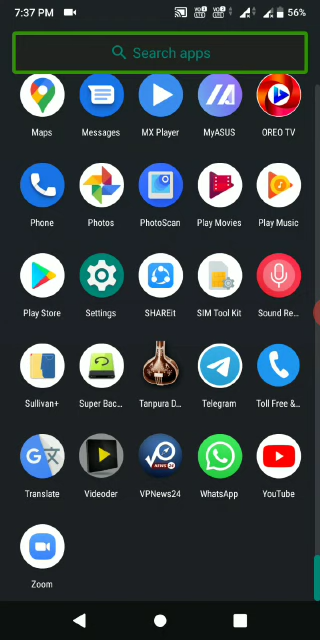 7:37 PM 56%
Search apps
Maps Messages MX Player MyASUS OREO TV
Phone Photos PhotoScan Play Movies Play Music
Play Store Settings SHAREit SIM Tool Kit Sound Re...
Sullivan+ Super Bac... Tanpura D... Telegram Toll Free &..
Translate Videoder VPNews24 WhatsApp YouTube
Zoom